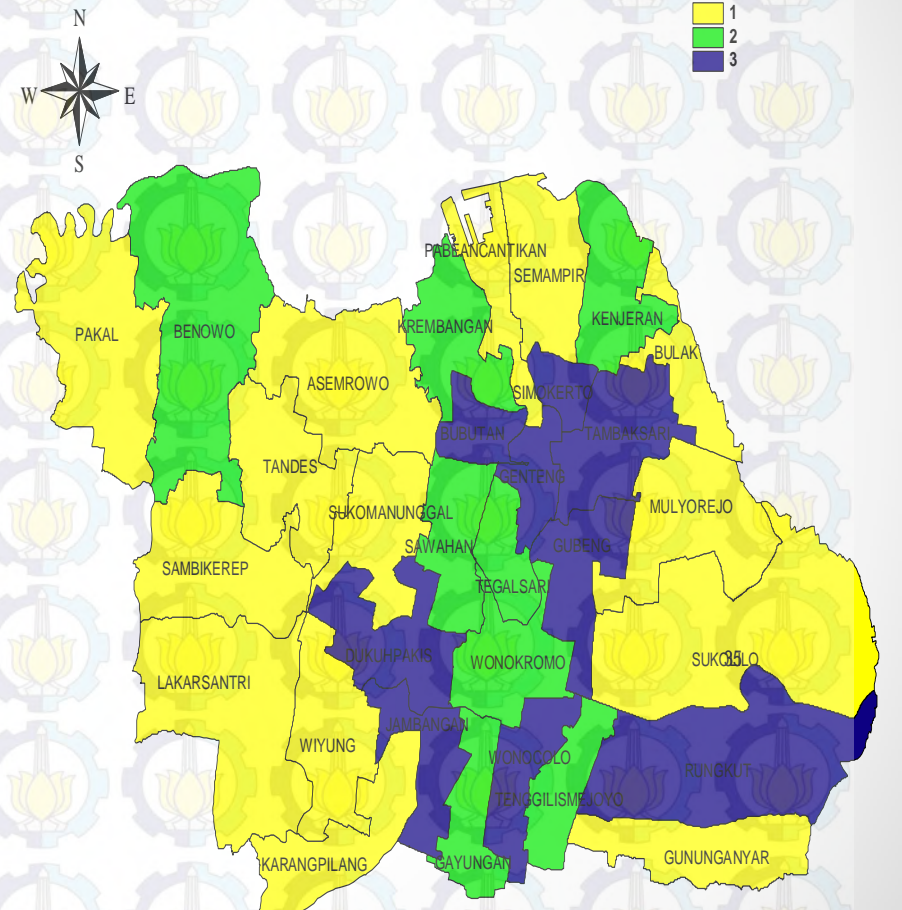 1
2
3
N
W
E
S
PABEANCANTIKAN
SEMAMPIR
KENJERAN
KREMBANGAN
PAKAL
BENOWO
BULAK
ASEMROWO
SIMOKERTO
BUBUTAN
TAMBAKSARI
TANDES
GENTENG
MULYOREJO
SUKOMANUNGGAL
SAWAHAN
GUBENG
SAMBIKEREP
TEGALSARI
DUKUHPAKIS
WONOKROMO
SUKOLILO
35
LAKARSANTRI
JAMBANGAN
WIYUNG
WONOCOLO
RUNGKUT
TENGGILISMEJOYO
KARANGPILANG
GAYUNGAN
GUNUNGANYAR